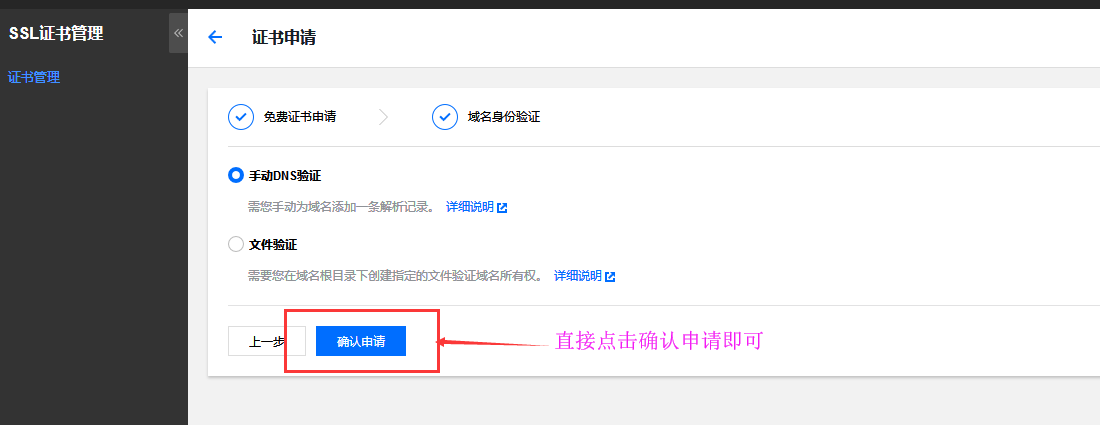 SSL证书管理
«
证书申请
证书管理
免费证书申请
域名身份验证
手动DNS验证
需您手动为域名添加一条解析记录。 详细说明
文件验证
需要您在域名根目录下创建指定的文件验证域名所有权。 详细说明
上一步 确认申请 直接点击确认申请即可